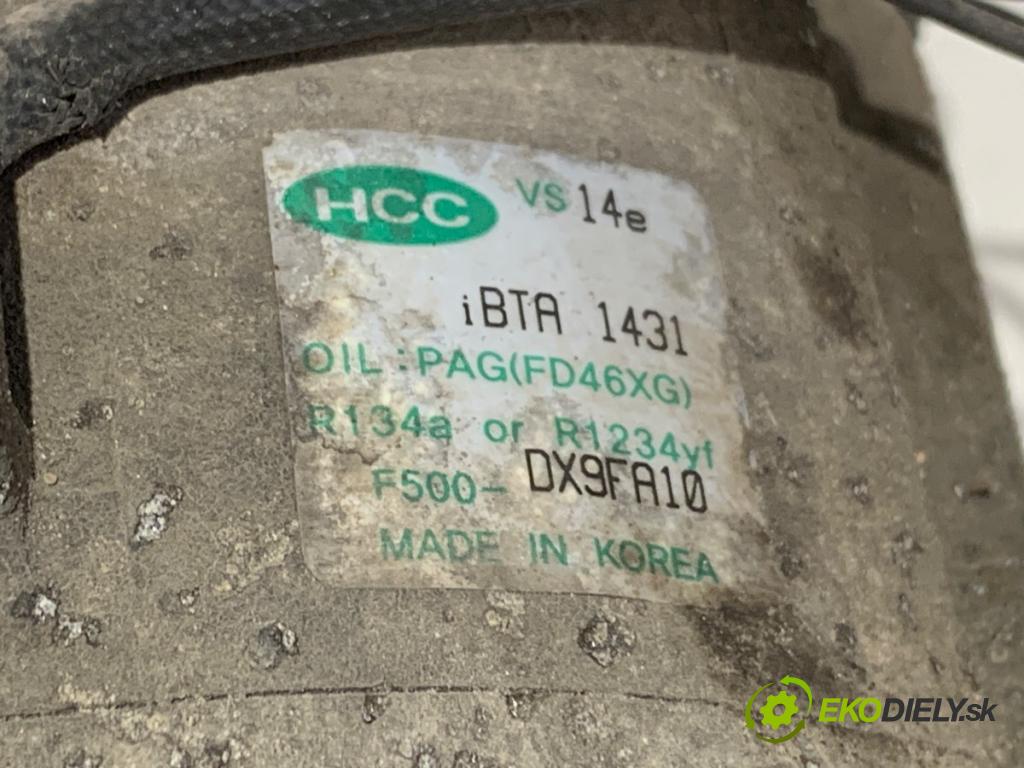 HCC VS 14e
iBTA 1431
OIL : PAG(FD46XG)
R134a or R1234yf
F500- DX9FA10
MADE IN KOREA
EKODIELY.sk